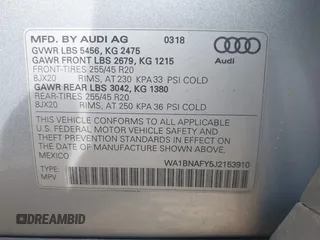 MFD. BY AUDI AG 0318
GVWR LBS 5456, KG 2475
GAWR FRONT LBS 2679, KG 1215
FRONT-TIRES 255/45 R20
8JX20 RIMS, AT 230 KPA 33 PSI COLD
GAWR REAR LBS 3042, KG 1380
REAR-TIRES 255/45 R20
8JX20 RIMS, AT 250 KPA 36 PSI COLD
Audi
THIS VEHICLE CONFORMS TO ALL APPLICABLE
U.S. FEDERAL MOTOR VEHICLE SAFETY AND
THEFT PREVENTION STANDARDS IN EFFECT ON
THE DATE OF MANUFACTURE SHOWN ABOVE.
MEXICO
WA1BNAFY5J2153910
TYPE:
MPV
DREAMBID